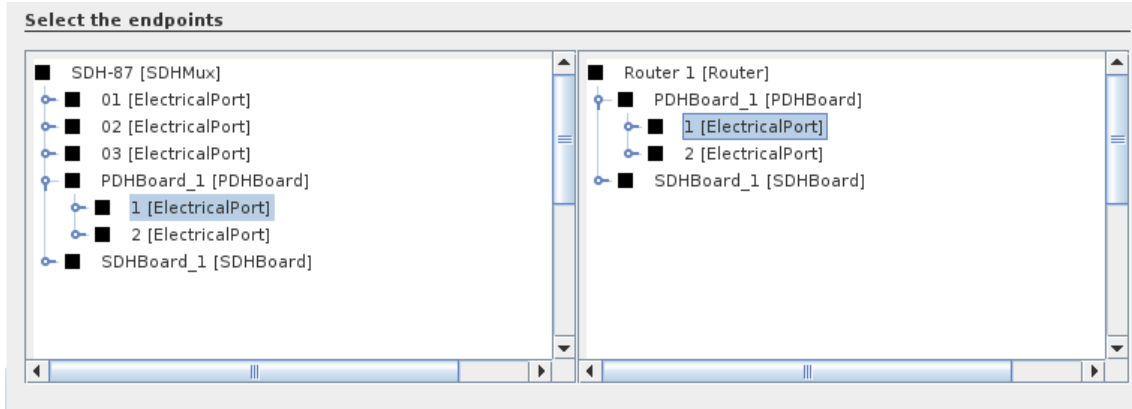 Select the endpoints
SDH-87 [SDHMux]
01 [ElectricalPort]
02 [ElectricalPort]
03 [ElectricalPort]
PDHBoard_1 [PDHBoard]
1 [ElectricalPort]
2 [ElectricalPort]
SDHBoard_1 [SDHBoard]
Router 1 [Router]
PDHBoard_1 [PDHBoard]
1 [ElectricalPort]
2 [ElectricalPort]
SDHBoard_1 [SDHBoard]